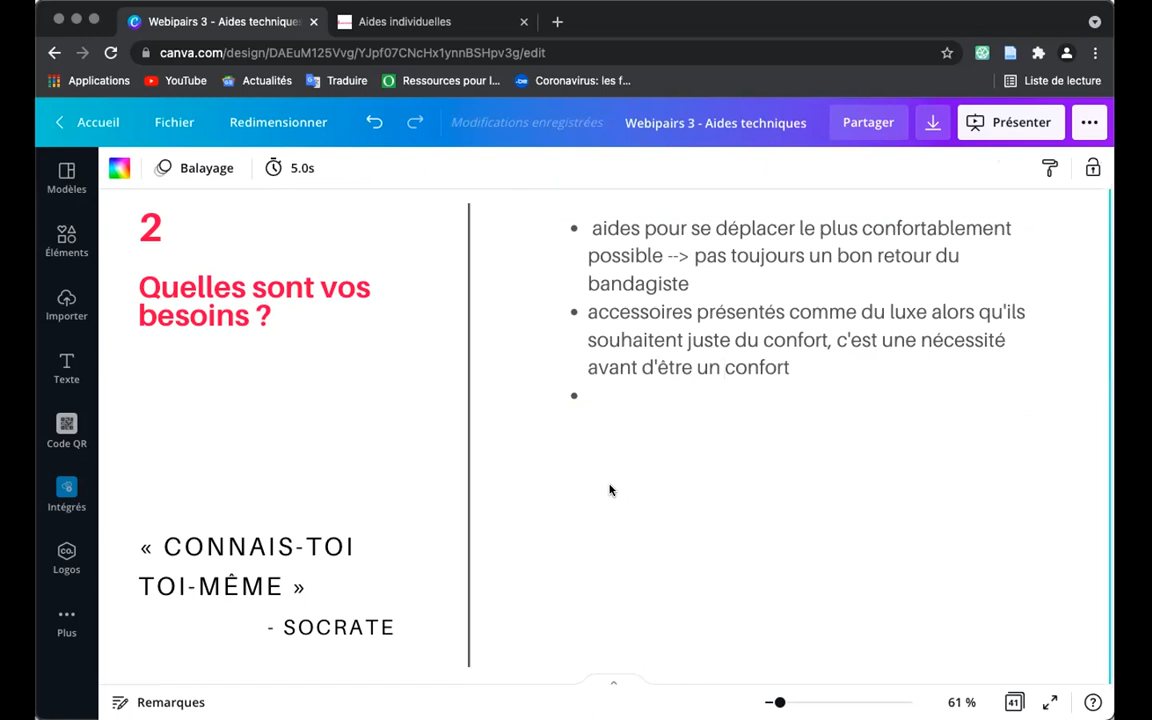 Webipairs 3 - Aides technique
Aides individuelles
canva.com/design/DAEuM125Vvg/YJpf07CNcHx1ynnBSHpv3g/edit
Applications
YouTube
Actualités
Traduire
Ressources pour l...
Coronavirus: les f...
Liste de lecture
Accueil
Fichier
Redimensionner
Modifications enregistrées
Webipairs 3 - Aides techniques
Partager
Présenter
Balayage
5.0s
Modèles
Éléments
Importer
Texte
Code QR
Intégrés
co.
Logos
Plus
2
Quelles sont vos
besoins ?
« CONNAIS-TOI
TOI-MÊME »
- SOCRATE
• aides pour se déplacer le plus confortablement
possible --> pas toujours un bon retour du
bandagiste
• accessoires présentés comme du luxe alors qu'ils
souhaitent juste du confort, c'est une nécessité
avant d'être un confort
•
Remarques
61 %
41